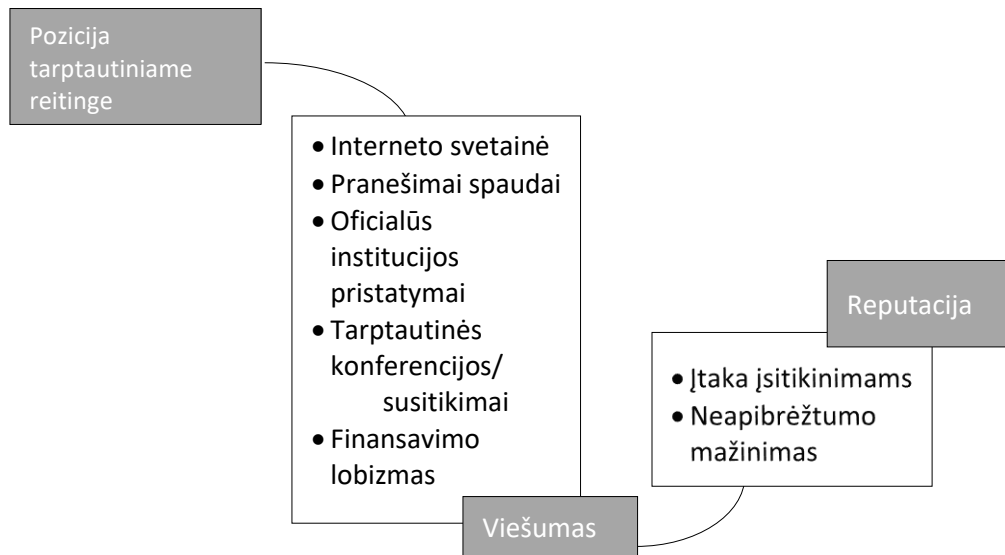 Pozicija
tarptautiniame
reitinge
• Interneto svetainė
• Pranešimai spaudai
• Oficialūs
institucijos
pristatymai
• Tarptautinės
konferencijos/
susitikimai
• Finansavimo
lobizmas
Viešumas
Reputacija
• Įtaka įsitikinimams
• Neapibrėžtumo
mažinimas